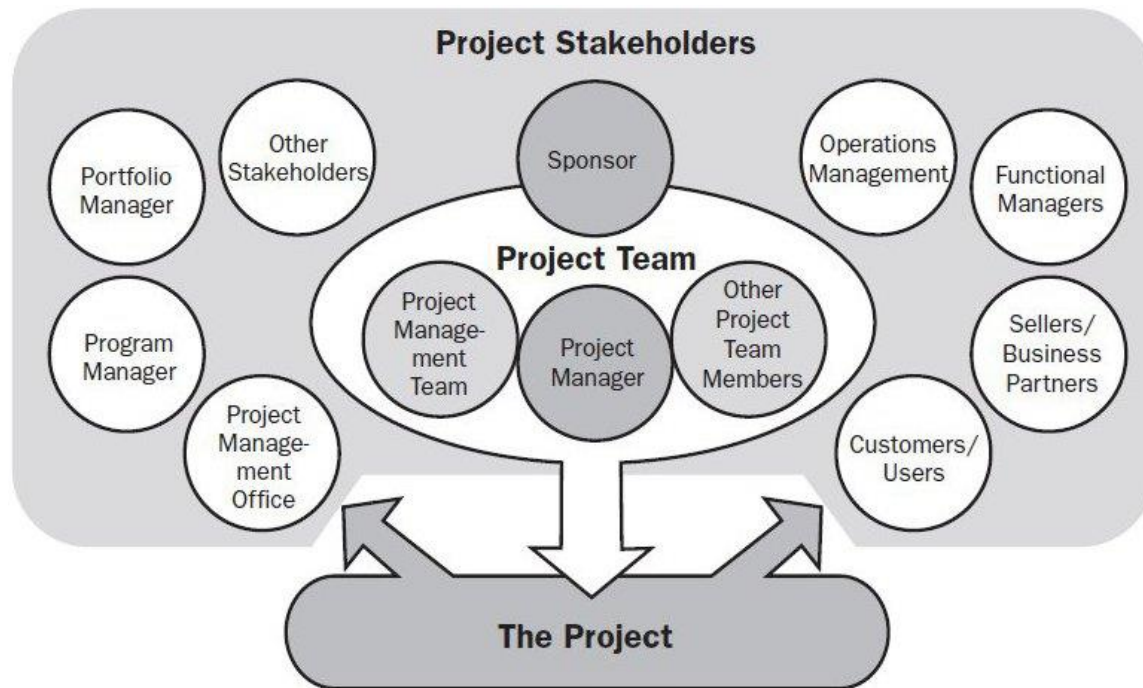 Project Stakeholders
Other
Stakeholders
Portfolio
Manager
Sponsor
Operations
Management
Functional
Managers
Project Team
Project
Manage-
ment
Team
Project
Manager
Other
Project
Team
Members
Program
Manager
Sellers/
Business
Partners
Project
Manage-
ment
Office
Customers/
Users
The Project